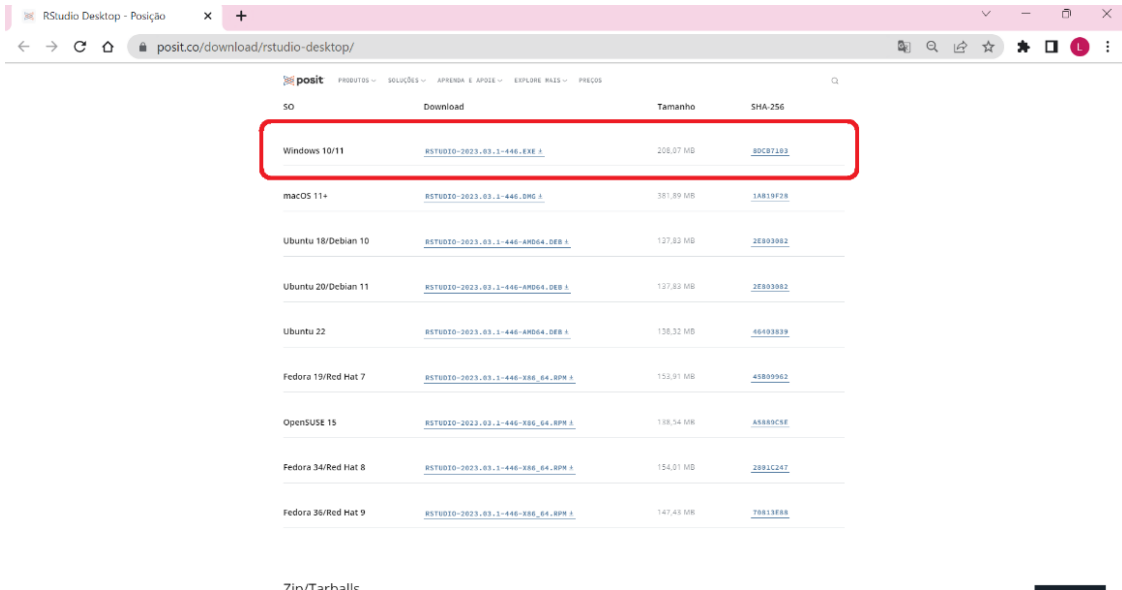 RStudio Desktop - Posição
posit.co/download/rstudio-desktop/
L
posit PRODUTOS SOLUÇÕES APRENDA E APOIE EXPLORE MAIS PREÇOS
SO Download Tamanho SHA-256
Windows 10/11 RSTUDIO-2023.03.1-446.EXE 208,07 MB 8DCB7103
macOS 11+ RSTUDIO-2023.03.1-446.DMG 381,89 MB 1AB19F28
Ubuntu 18/Debian 10 RSTUDIO-2023.03.1-446-AMD64.DEB 137,83 MB 2E803082
Ubuntu 20/Debian 11 RSTUDIO-2023.03.1-446-AMD64.DEB 137,83 MB 2E803082
Ubuntu 22 RSTUDIO-2023.03.1-446-AMD64.DEB 138,32 MB 46403839
Fedora 19/Red Hat 7 RSTUDIO-2023.03.1-446-X86_64.RPM 153,91 MB 45B09962
OpenSUSE 15 RSTUDIO-2023.03.1-446-X86_64.RPM 138,54 MB
Fedora 34/Red Hat 8 RSTUDIO-2023.03.1-446-X86_64.RPM 154,01 MB 2801C247
Fedora 36/Red Hat 9 RSTUDIO-2023.03.1-446-X86_64.RPM 147,43 MB 70813E88
Zip/Tarballs